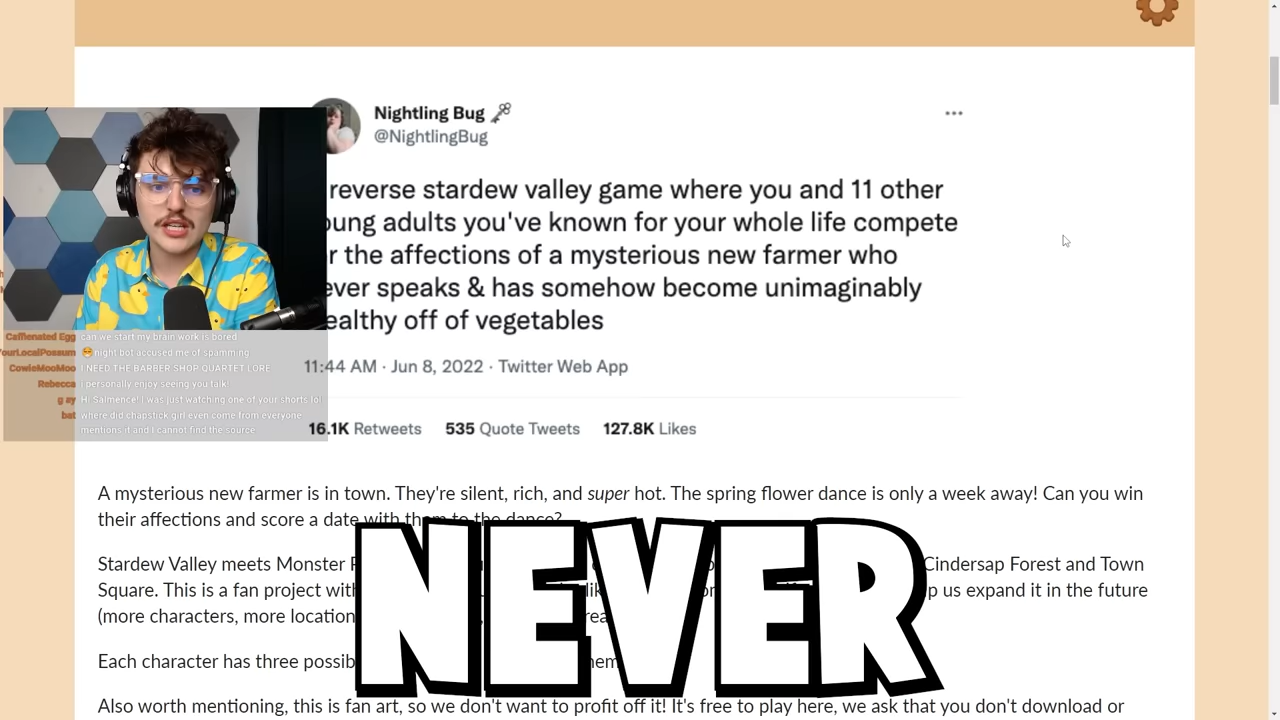 Nightling Bug
@NightlingBug
reverse stardew valley game where you and 11 other
oung adults you've known for your whole life compete
r the affections of a mysterious new farmer who
ever speaks & has somehow become unimaginably
ealthy off of vegetables
11:44 AM · Jun 8, 2022 · Twitter Web App
16.1K Retweets 535 Quote Tweets 127.8K Likes
Caffienated Egg can we start my brain work is bored
ourLocalPossum night bot accused me of spamming
CowieMooMoo I NEED THE BARBER SHOP QUARTET LORE
Rebecca I personally enjoy seeing you talk!
g ay Hi Salmence! I was just watching one of your shorts lol
bat where did chapstick girl even come from everyone
mentions it and I cannot find the source
A mysterious new farmer is in town. They're silent, rich, and super hot. The spring flower dance is only a week away! Can you win
their affections and score a date with them to the dance?
Stardew Valley meets Monster Cindersap Forest and Town
Square. This is a fan project with p us expand it in the future
(more characters, more location
Each character has three possib
Also worth mentioning, this is fan art, so we don't want to profit off it! It's free to play here, we ask that you don't download or
NEVER